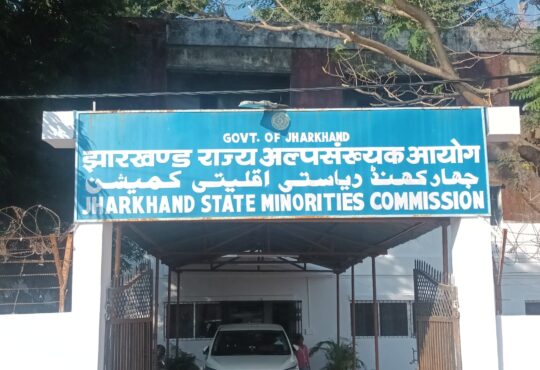 GOVT. OF JHARKHAND
झारखण्ड राज्य अल्पसंख्यक आयोग
جھارکھنڈ ریاستی اقلیتی کمیشن
JHARKHAND STATE MINORITIES COMMISSION